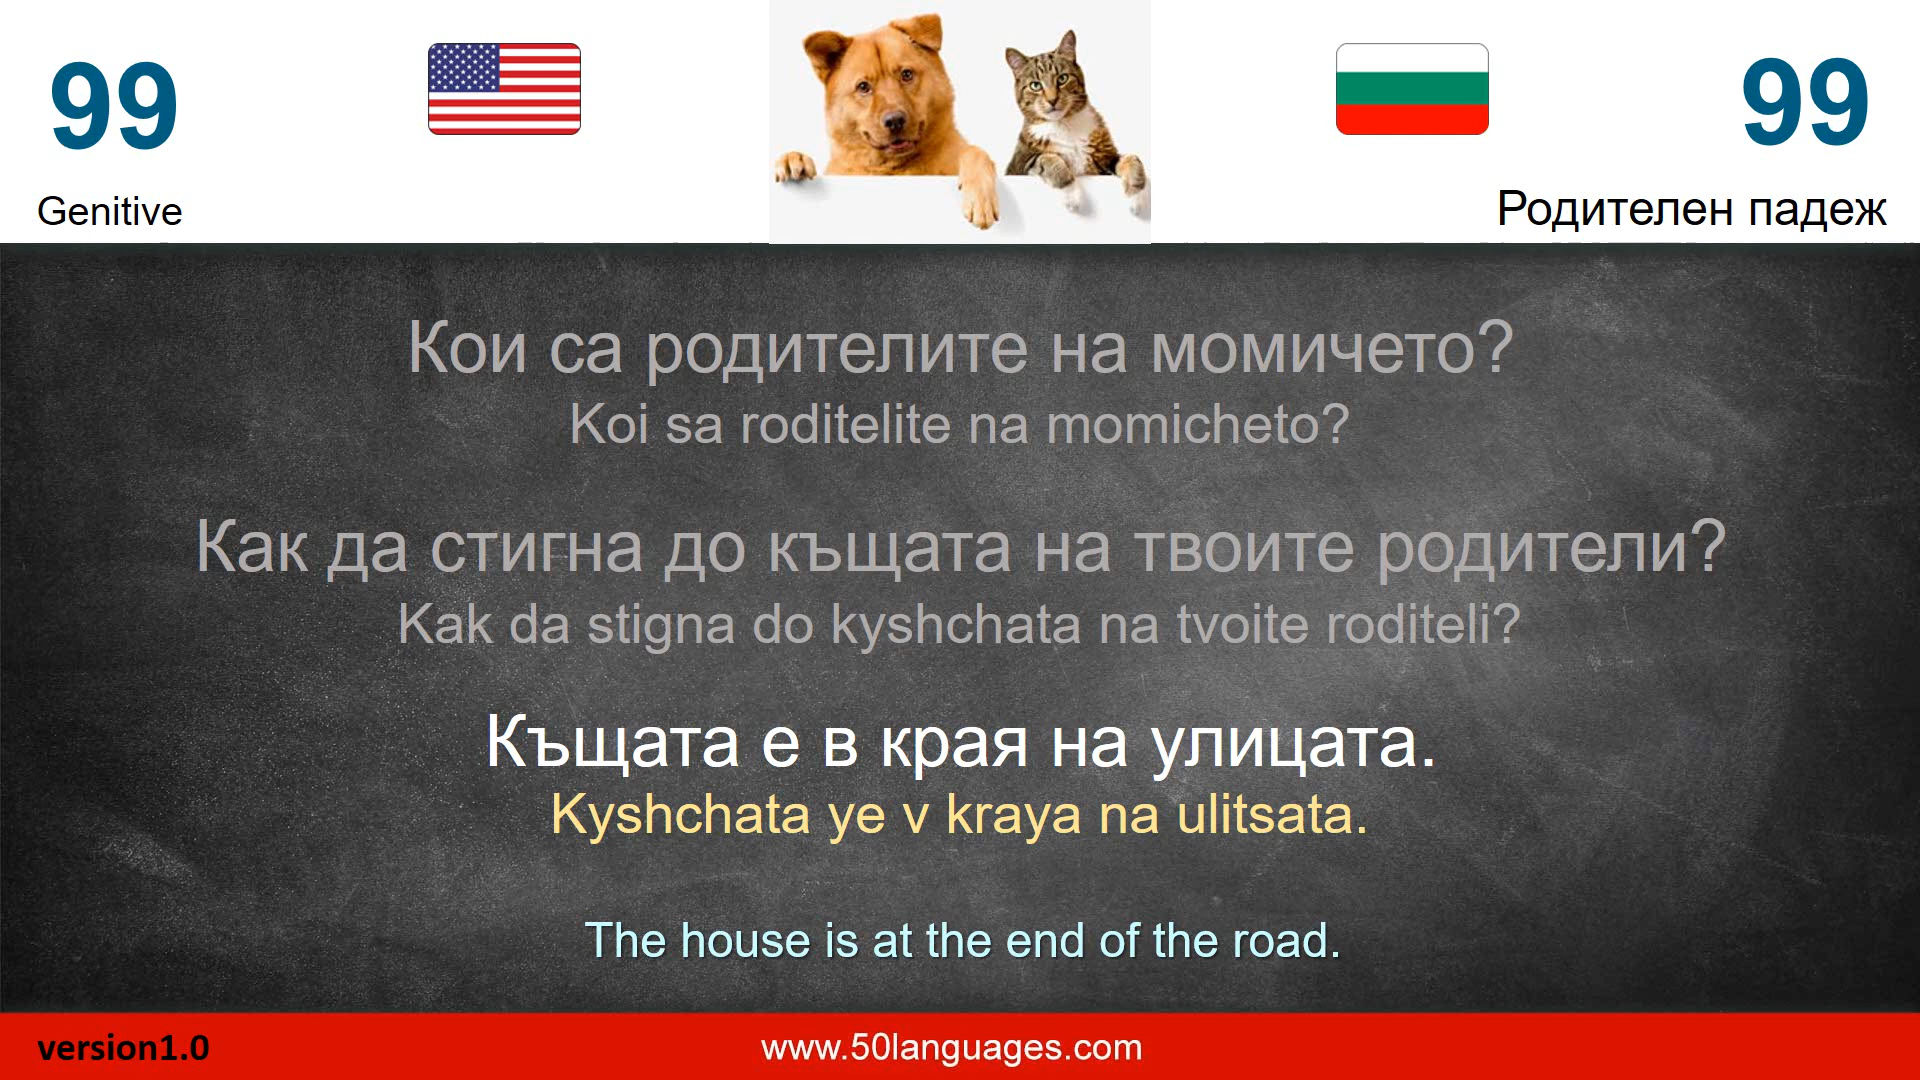 99
99
Genitive
Родителен падеж
Кои са родителите на момичето?
Koi sa roditelite na momicheto?
Как да стигна до къщата на твоите родители?
Kak da stigna do kyshchata na tvoite roditeli?
Къщата е в края на улицата.
Kyshchata ye v kraya na ulitsata.
The house is at the end of the road.
version1.0
www.50languages.com